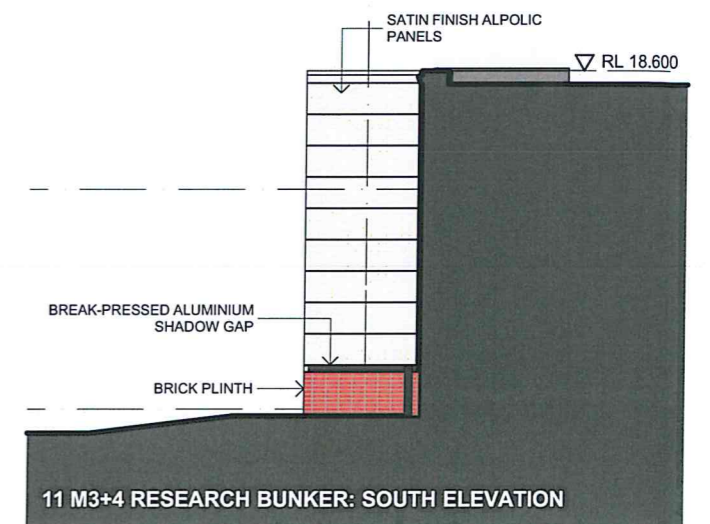 SATIN FINISH ALPOLIC
PANELS
RL 18.600
BREAK-PRESSED ALUMINIUM
SHADOW GAP
BRICK PLINTH
11 M3+4 RESEARCH BUNKER: SOUTH ELEVATION